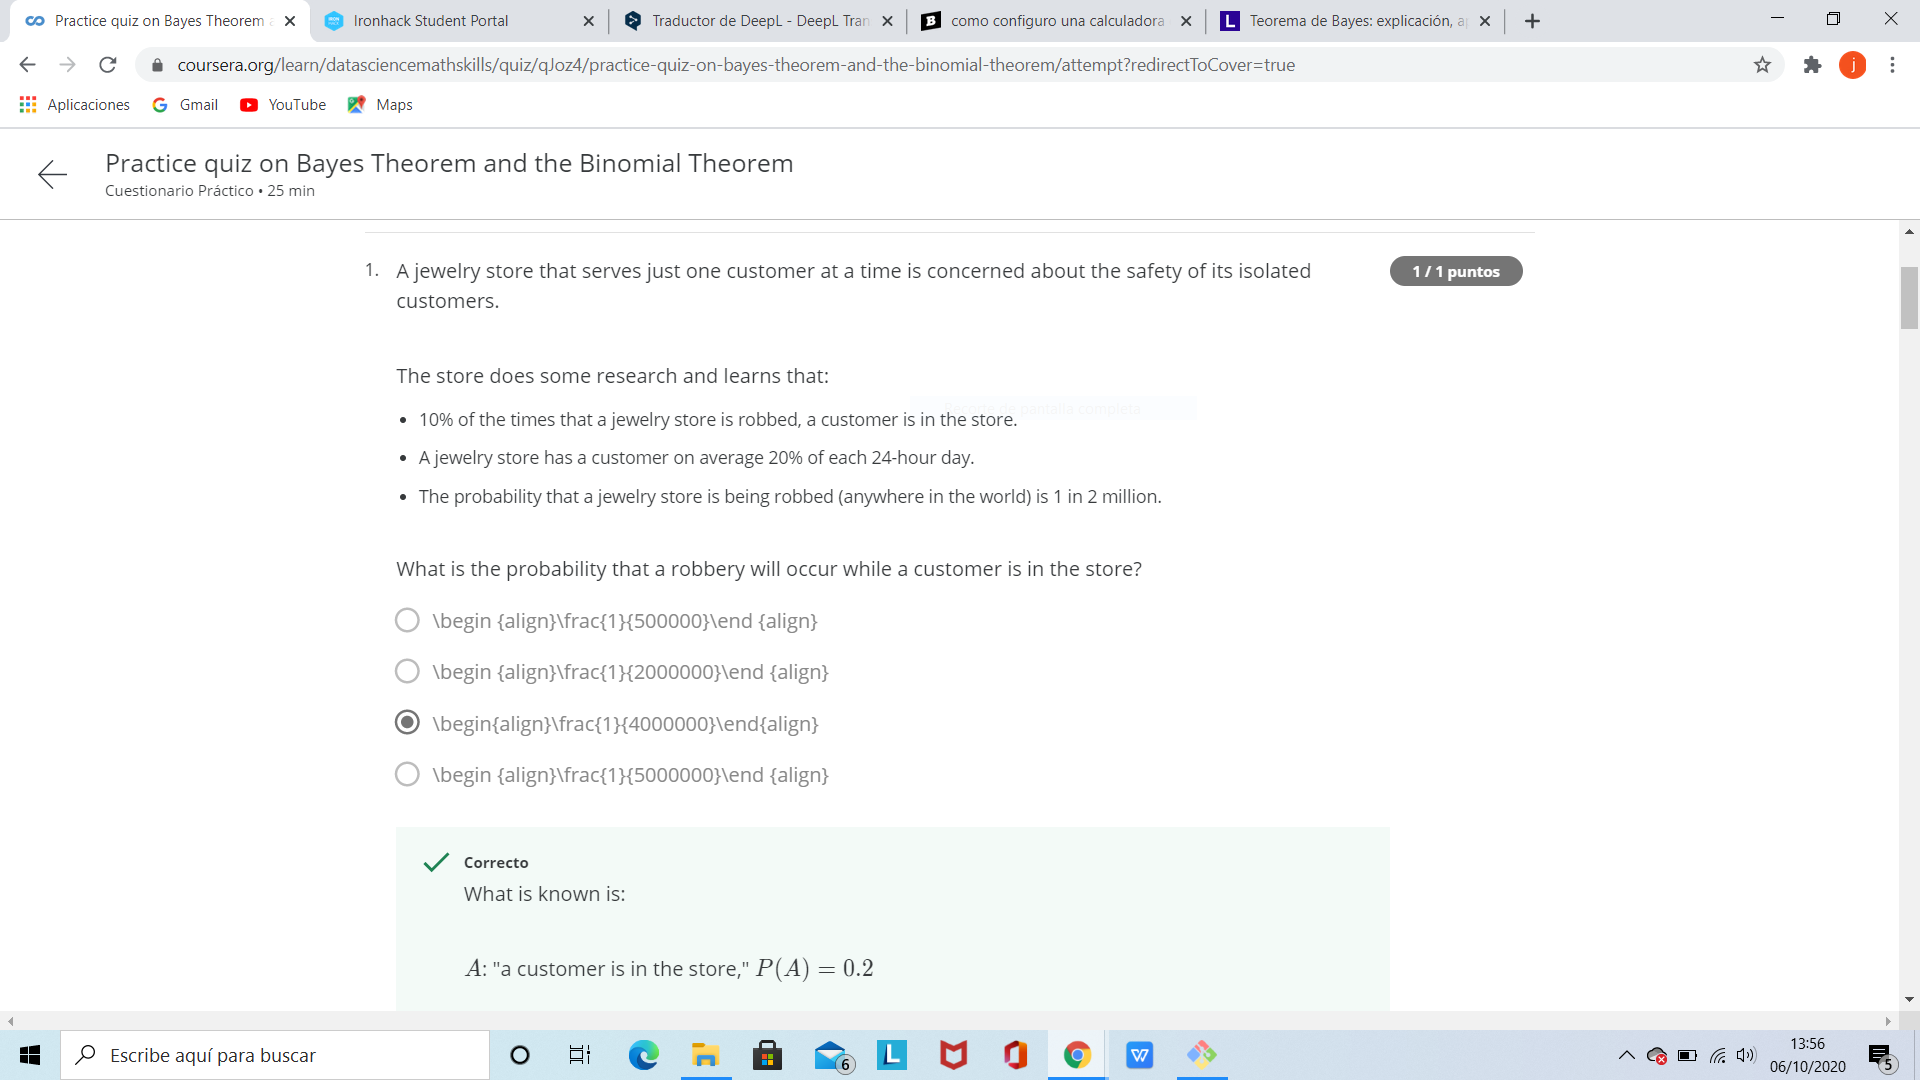 Practice quiz on Bayes Theorem a
Ironhack Student Portal
Traductor de DeepL - DeepL Tran
como configuro una calculadora
Teorema de Bayes: explicación, a
coursera.org/learn/datasciencemathskills/quiz/qJoz4/practice-quiz-on-bayes-theorem-and-the-binomial-theorem/attempt?redirectToCover=true
j
Aplicaciones
Gmail
YouTube
Maps
Practice quiz on Bayes Theorem and the Binomial Theorem
Cuestionario Práctico • 25 min
1. A jewelry store that serves just one customer at a time is concerned about the safety of its isolated
customers.
1 / 1 puntos
The store does some research and learns that:
Recorte de pantalla completa
• 10% of the times that a jewelry store is robbed, a customer is in the store.
• A jewelry store has a customer on average 20% of each 24-hour day.
• The probability that a jewelry store is being robbed (anywhere in the world) is 1 in 2 million.
What is the probability that a robbery will occur while a customer is in the store?
\begin {align}\frac{1}{500000}\end {align}
\begin {align}\frac{1}{2000000}\end {align}
\begin{align}\frac{1}{4000000}\end{align}
\begin {align}\frac{1}{5000000}\end {align}
Correcto
What is known is:
A: "a customer is in the store," P(A) = 0.2
Escribe aquí para buscar
6
L
W
13:56
06/10/2020
5